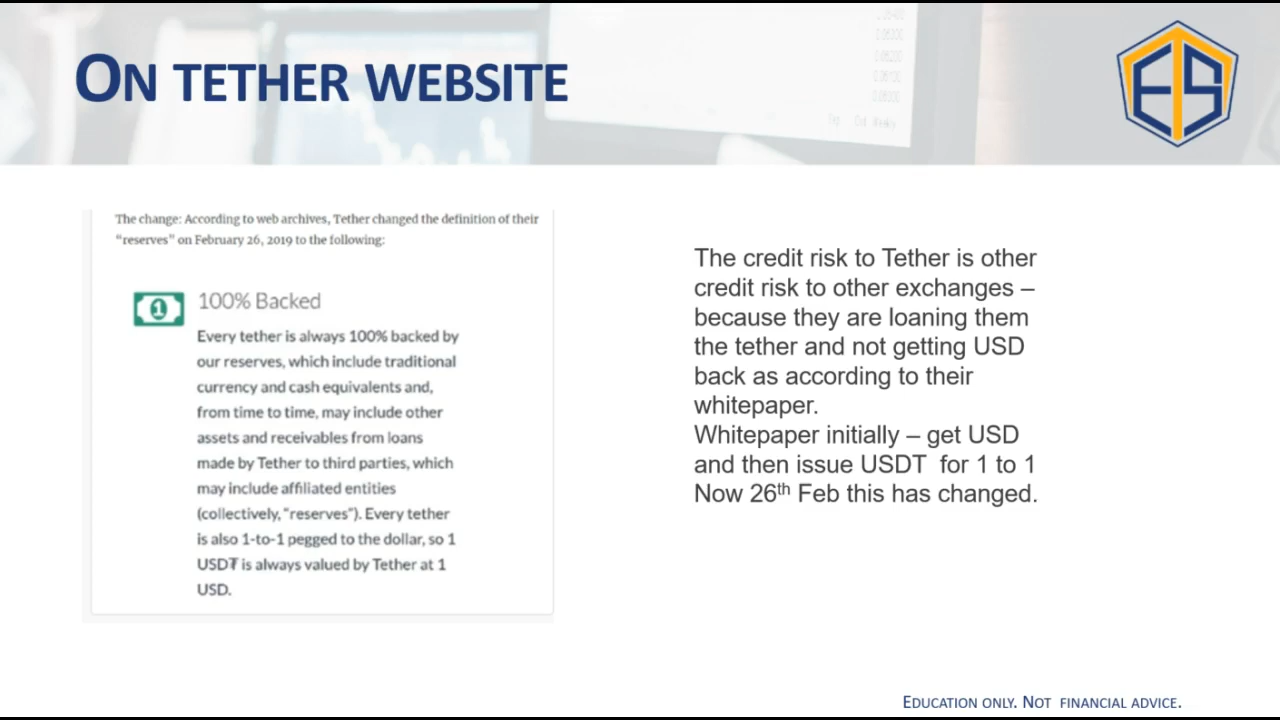 ON TETHER WEBSITE
ES
The change: According to web archives, Tether changed the definition of their
“reserves” on February 26, 2019 to the following:
1
100% Backed
Every tether is always 100% backed by
our reserves, which include traditional
currency and cash equivalents and,
from time to time, may include other
assets and receivables from loans
made by Tether to third parties, which
may include affiliated entities
(collectively, “reserves”). Every tether
is also 1-to-1 pegged to the dollar, so 1
USD₮ is always valued by Tether at 1
USD.
The credit risk to Tether is other
credit risk to other exchanges –
because they are loaning them
the tether and not getting USD
back as according to their
whitepaper.
Whitepaper initially – get USD
and then issue USDT for 1 to 1
Now 26th Feb this has changed.
EDUCATION ONLY. NOT FINANCIAL ADVICE.